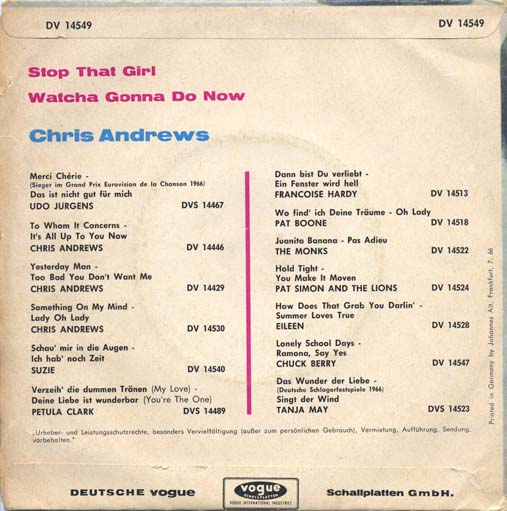 DV 14549
DV 14549
Stop That Girl
Watcha Gonna Do Now
Chris Andrews
Merci Chérie -
(Sieger im Grand Prix Eurovision de la Chanson 1966)
Das ist nicht gut für mich
UDO JURGENS DVS 14467
To Whom It Concerns -
It's All Up To You Now
CHRIS ANDREWS DV 14446
Yesterday Man -
Too Bad You Don't Want Me
CHRIS ANDREWS DV 14429
Something On My Mind -
Lady Oh Lady
CHRIS ANDREWS DV 14530
Schau' mir in die Augen -
Ich hab' noch Zeit
SUZIE DV 14540
Verzeih' die dummen Tränen (My Love) -
Deine Liebe ist wunderbar (You're The One)
PETULA CLARK DVS 14489
Dann bist Du verliebt -
Ein Fenster wird hell
FRANCOISE HARDY DV 14513
Wo find' ich Deine Träume - Oh Lady
PAT BOONE DV 14518
Juanita Banana - Pas Adieu
THE MONKS DV 14522
Hold Tight -
You Make It Moven
PAT SIMON AND THE LIONS DV 14524
How Does That Grab You Darlin' -
Summer Loves True
EILEEN DV 14528
Lonely School Days -
Ramona, Say Yes
CHUCK BERRY DV 14547
Das Wunder der Liebe -
(Deutsche Schlagerfestspiele 1966)
Singt der Wind
TANJA MAY DVS 14523
„Urheber- und Leistungsschutzrechte, besonders Vervielfältigung (außer zum persönlichen Gebrauch), Vermietung, Aufführung, Sendung,
vorbehalten."
Printed in Germany by Johannes Alt, Frankfurt, 7. 66
DEUTSCHE vogue
vogue
SCHALLPLATTEN
VOGUE INTERNATIONAL INDUSTRIES
Schallplatten GmbH.